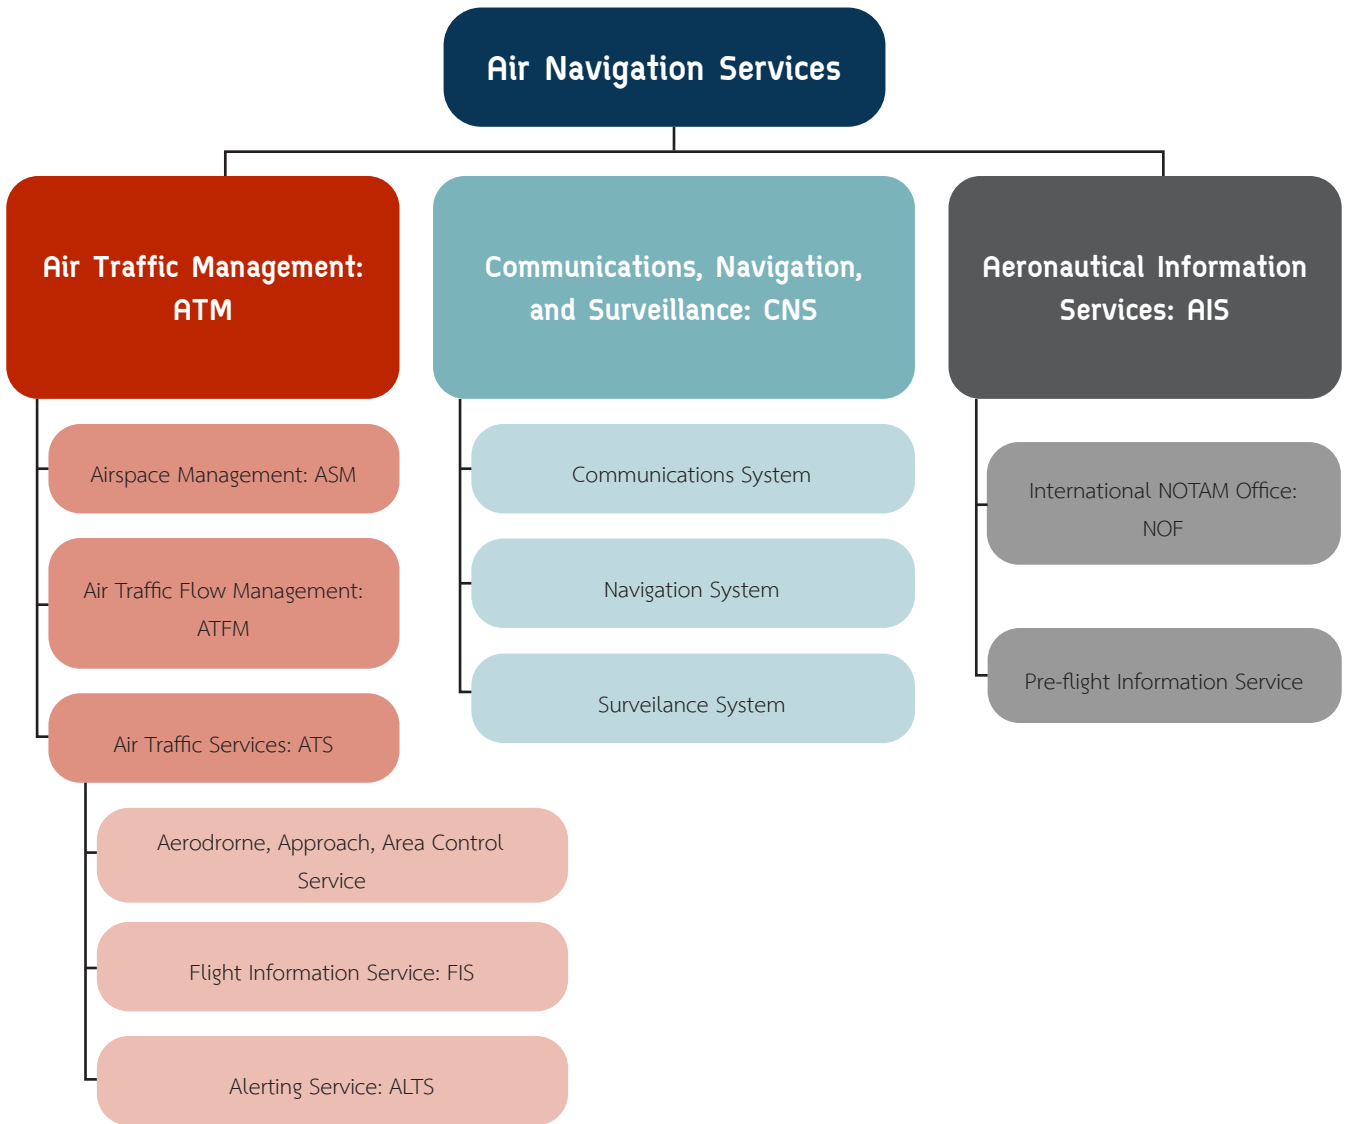 Air Navigation Services
Air Traffic Management:
ATM
Airspace Management: ASM
Air Traffic Flow Management:
ATFM
Air Traffic Services: ATS
Aerodrorne, Approach, Area Control
Service
Flight Information Service: FIS
Alerting Service: ALTS
Communications, Navigation,
and Surveillance: CNS
Communications System
Navigation System
Surveilance System
Aeronautical Information
Services: AIS
International NOTAM Office:
NOF
Pre-flight Information Service